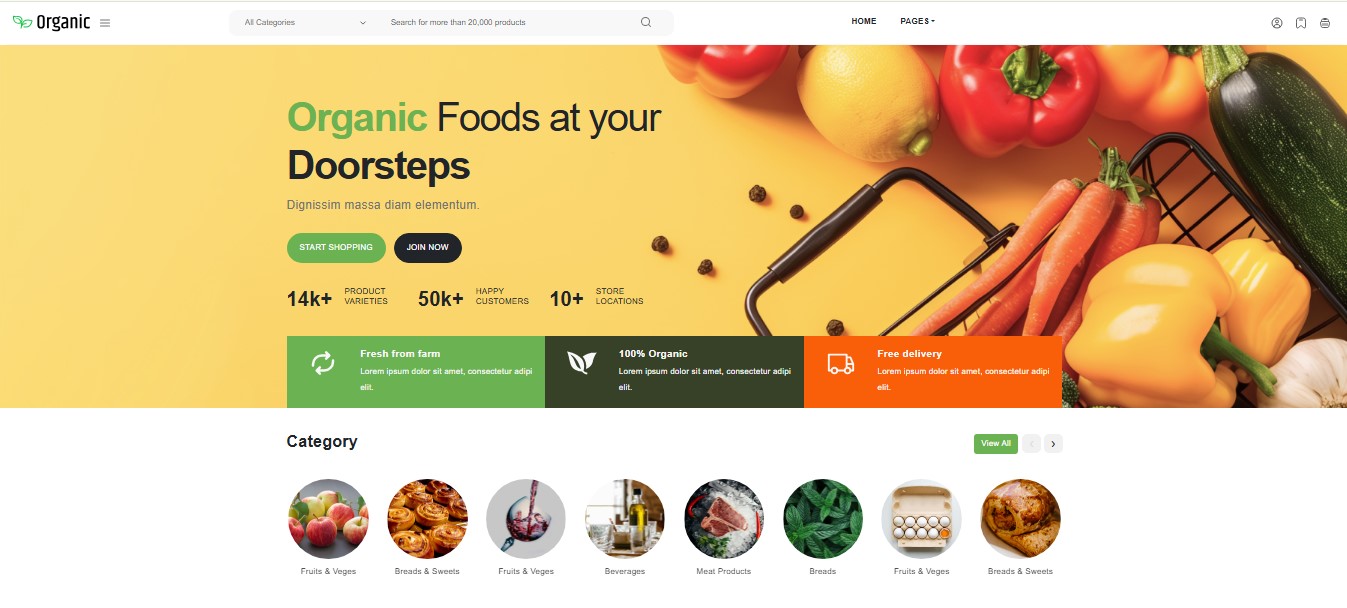 Organic
All Categories
Search for more than 20,000 products
HOME
PAGES
Organic Foods at your
Doorsteps
Dignissim massa diam elementum.
START SHOPPING
JOIN NOW
14k+
PRODUCT
VARIETIES
50k+
HAPPY
CUSTOMERS
10+
STORE
LOCATIONS
Fresh from farm
Lorem ipsum dolor sit amet, consectetur adipi
elit.
100% Organic
Lorem ipsum dolor sit amet, consectetur adipi
elit.
Free delivery
Lorem ipsum dolor sit amet, consectetur adipi
elit.
Category
View All
Fruits & Veges
Breads & Sweets
Fruits & Veges
Beverages
Meat Products
Breads
Fruits & Veges
Breads & Sweets